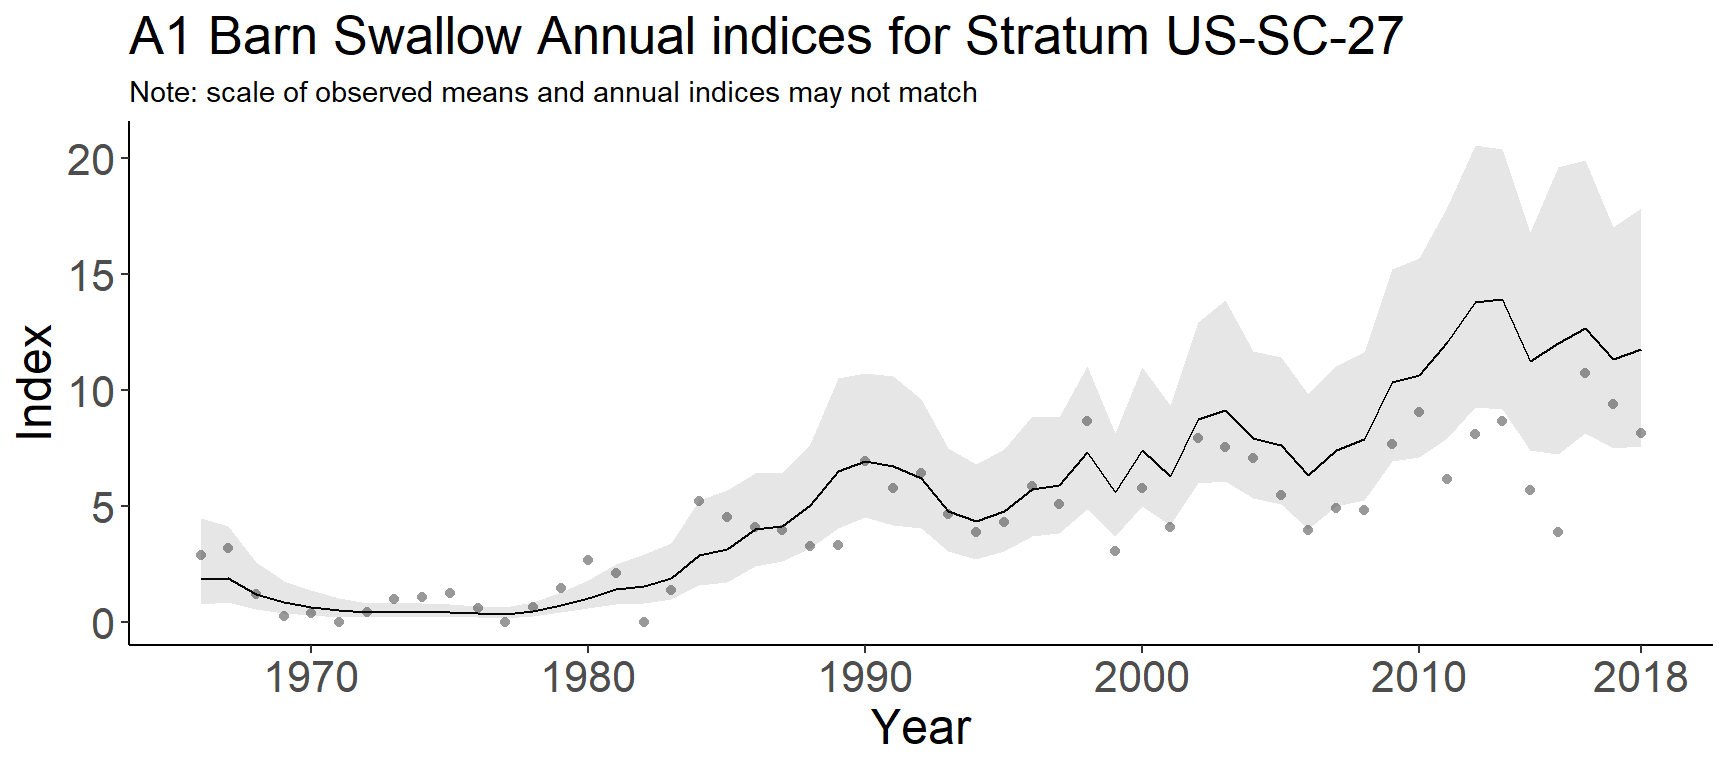 A1 Barn Swallow Annual indices for Stratum US-SC-27
Note: scale of observed means and annual indices may not match
20
15
10
5
0
Index
1970 1980 1990 2000 2010 2018
Year